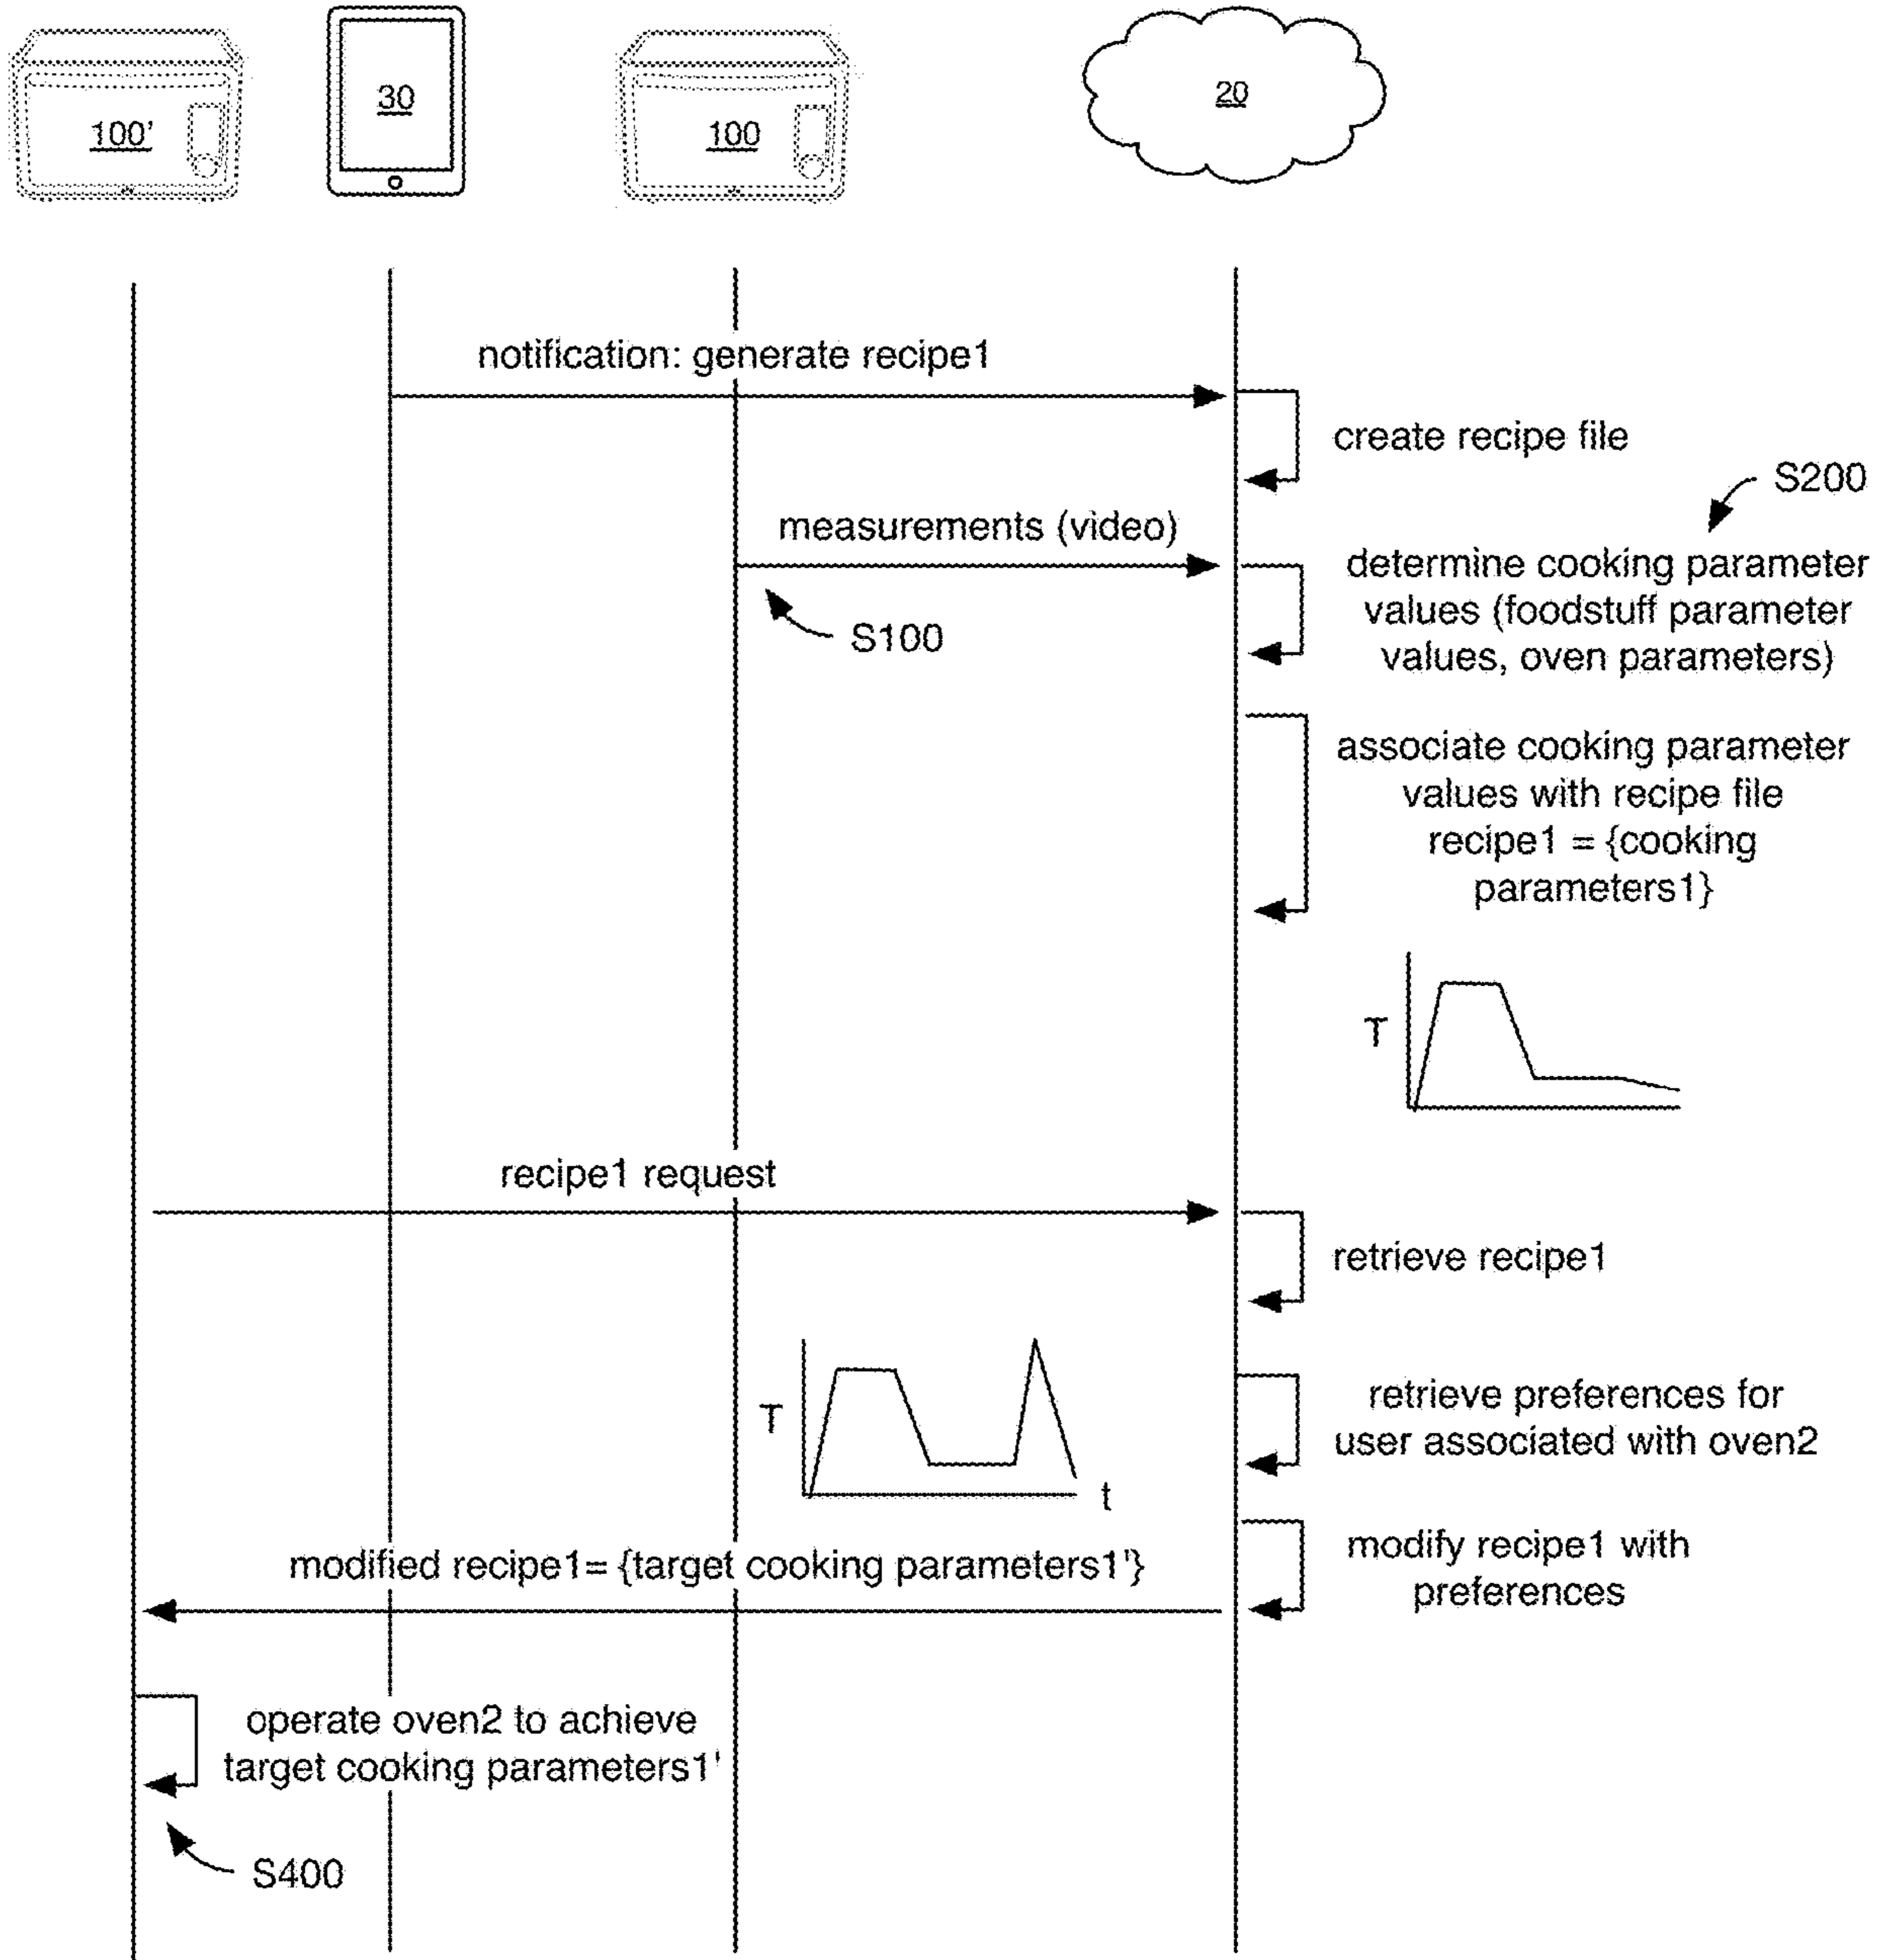 100'
30
100
20
notification: generate recipe1
create recipe file
S200
measurements (video)
determine cooking parameter
values (foodstuff parameter
values, oven parameters)
S100
associate cooking parameter
values with recipe file
recipe1 = {cooking
parameters1}
T
recipe1 request
retrieve recipe1
T
t
retrieve preferences for
user associated with oven2
modified recipe1= {target cooking parameters1'}
modify recipe1 with
preferences
operate oven2 to achieve
target cooking parameters1'
S400